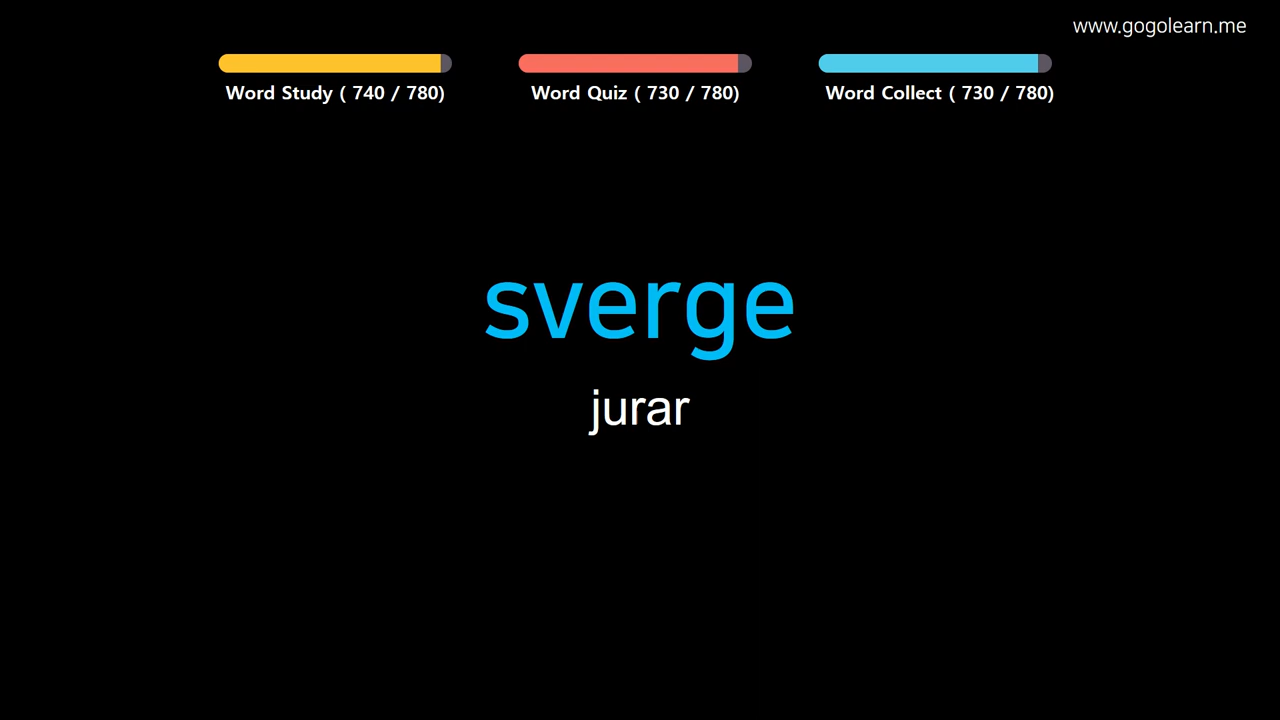 www.gogolearn.me
Word Study ( 740 / 780)
Word Quiz ( 730 / 780)
Word Collect ( 730 / 780)
sverge
jurar